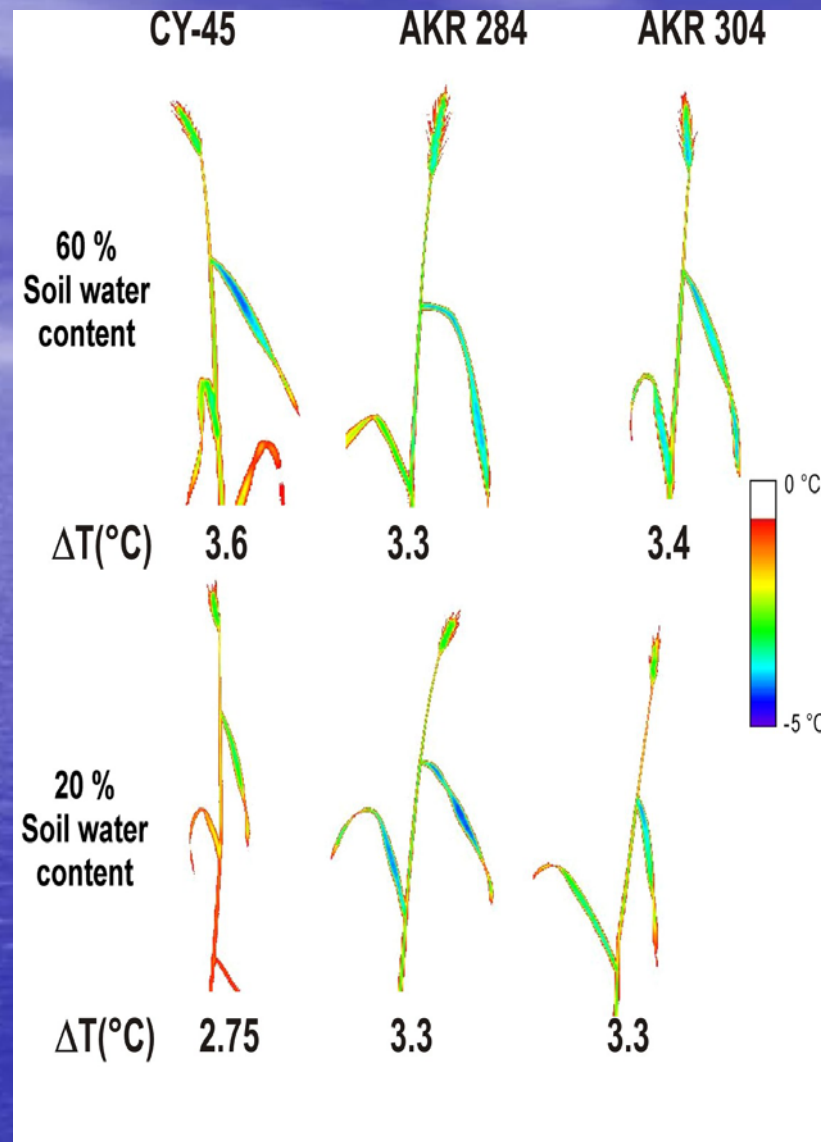 CY-45 AKR 284 AKR 304
60 %
Soil water
content
0 °C
ΔT(°C) 3.6 3.3 3.4
-5 °C
20 %
Soil water
content
ΔT(°C) 2.75 3.3 3.3